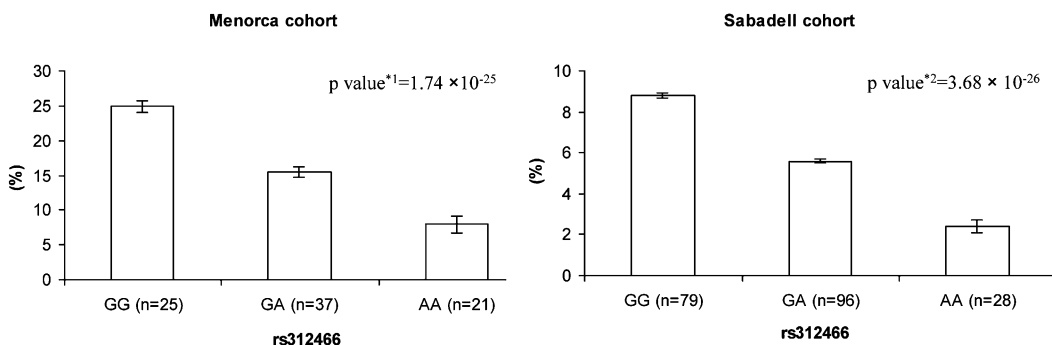 Menorca cohort
p value*1=1.74 ×10-25
30
25
20
15
10
5
0
(%)
GG (n=25) GA (n=37) AA (n=21)
rs312466
Sabadell cohort
p value*2=3.68 × 10-26
10
8
6
4
2
0
(%)
GG (n=79) GA (n=96) AA (n=28)
rs312466